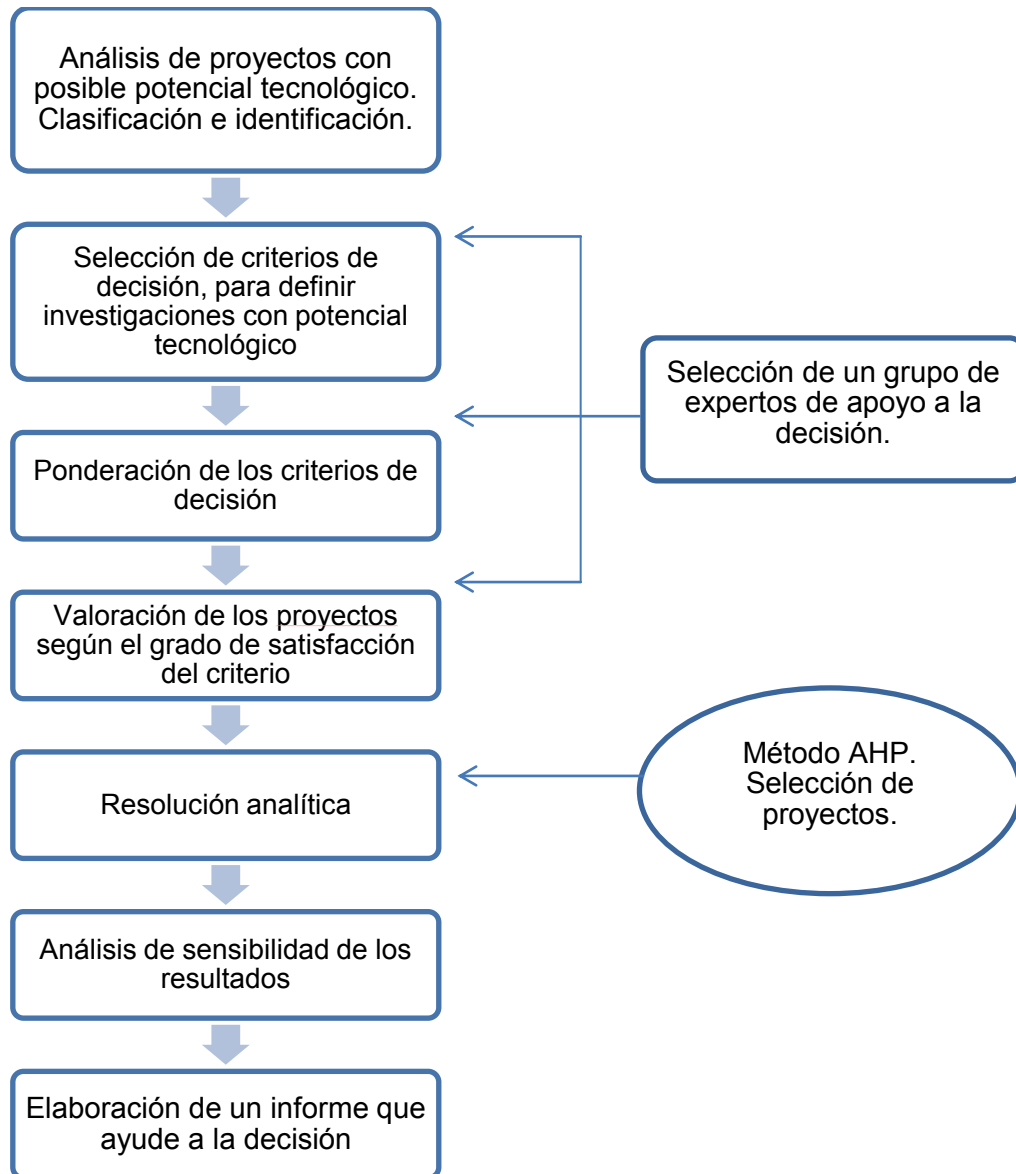 Análisis de proyectos con
posible potencial tecnológico.
Clasificación e identificación.
Selección de criterios de
decisión, para definir
investigaciones con potencial
tecnológico
Selección de un grupo de
expertos de apoyo a la
decisión.
Ponderación de los criterios de
decisión
Valoración de los proyectos
según el grado de satisfacción
del criterio
Método AHP.
Selección de
proyectos.
Resolución analítica
Análisis de sensibilidad de los
resultados
Elaboración de un informe que
ayude a la decisión